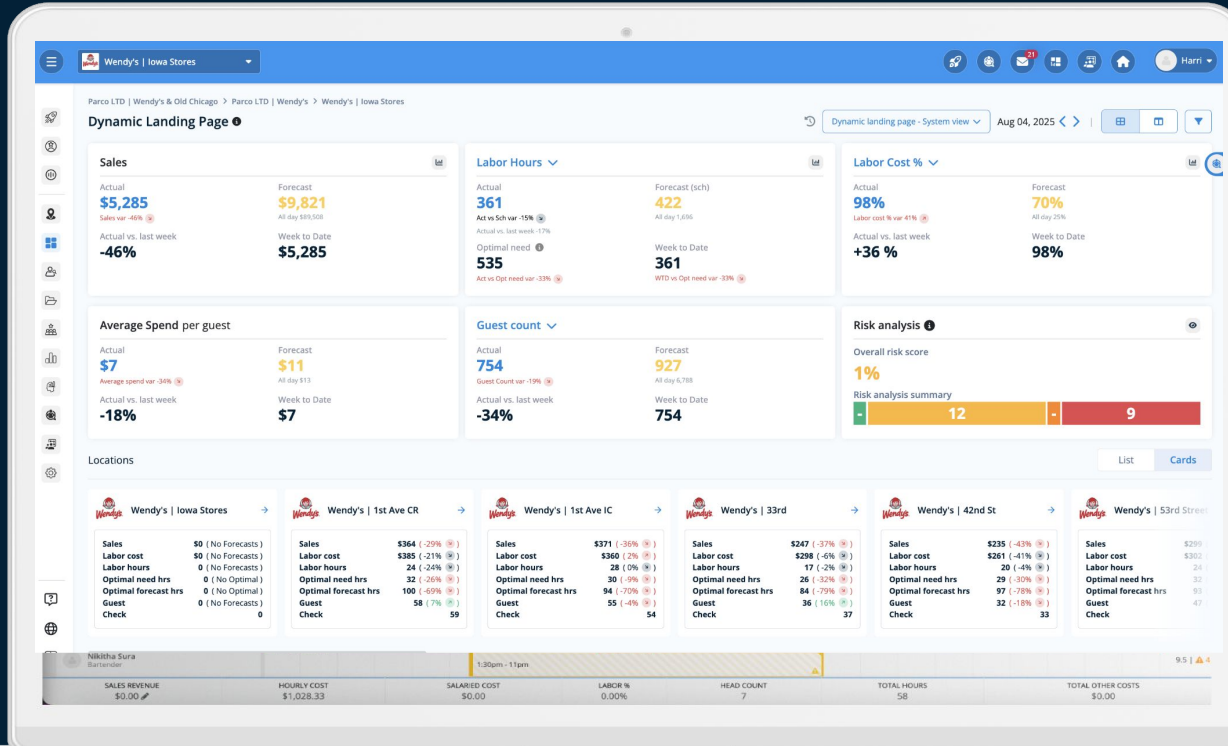 Wendy's | Iowa Stores
21
Harri
Parco LTD | Wendy's & Old Chicago > Parco LTD | Wendy's > Wendy's | Iowa Stores
Dynamic Landing Page
Dynamic landing page - System view
Aug 04, 2025
Sales
Actual
Forecast
$5,285
$9,821
Sales var -46%
All day $89,508
Actual vs. last week
Week to Date
-46%
$5,285
Labor Hours
Actual
Forecast (sch)
361
422
Act vs Sch var -15%
All day 1,696
Actual vs. last week -17%
Optimal need
Week to Date
535
361
Act vs Opt need var -33%
WTD vs Opt need var -33%
Labor Cost %
Actual
Forecast
98%
70%
Labor cost % var 41%
All day 25%
Actual vs. last week
Week to Date
+36 %
98%
Average Spend per guest
Actual
Forecast
$7
$11
Average spend var -34%
All day $13
Actual vs. last week
Week to Date
-18%
$7
Guest count
Actual
Forecast
754
927
Guest Count var -19%
All day 6,788
Actual vs. last week
Week to Date
-34%
754
Risk analysis
Overall risk score
1%
Risk analysis summary
- 12 - 9
Locations
List
Cards
Wendy's
Wendy's | Iowa Stores
Sales $0 ( No Forecasts )
Labor cost $0 ( No Forecasts )
Labor hours 0 ( No Forecasts )
Optimal need hrs 0 ( No Optimal )
Optimal forecast hrs 0 ( No Optimal )
Guest 0 ( No Forecasts )
Check 0
Wendy's
Wendy's | 1st Ave CR
Sales $364 ( -29% )
Labor cost $385 ( -21% )
Labor hours 24 ( -24% )
Optimal need hrs 32 ( -26% )
Optimal forecast hrs 100 ( -69% )
Guest 58 ( 7% )
Check 59
Wendy's
Wendy's | 1st Ave IC
Sales $371 ( -36% )
Labor cost $360 ( 2% )
Labor hours 28 ( 0% )
Optimal need hrs 30 ( -9% )
Optimal forecast hrs 94 ( -70% )
Guest 55 ( -4% )
Check 54
Wendy's
Wendy's | 33rd
Sales $247 ( -37% )
Labor cost $298 ( -6% )
Labor hours 17 ( -2% )
Optimal need hrs 26 ( -32% )
Optimal forecast hrs 84 ( -79% )
Guest 36 ( 16% )
Check 37
Wendy's
Wendy's | 42nd St
Sales $235 ( -43% )
Labor cost $261 ( -41% )
Labor hours 20 ( -4% )
Optimal need hrs 29 ( -30% )
Optimal forecast hrs 97 ( -78% )
Guest 32 ( -18% )
Check 33
Wendy's
Wendy's | 53rd Street
Sales $299
Labor cost $302
Labor hours 24
Optimal need hrs 32
Optimal forecast hrs 93
Guest 47
Check
Nikitha Sura
Bartender
1:30pm - 11pm
9.5 | 4
SALES REVENUE
$0.00
HOURLY COST
$1,028.33
SALARIED COST
$0.00
LABOR %
0.00%
HEAD COUNT
7
TOTAL HOURS
58
TOTAL OTHER COSTS
$0.00